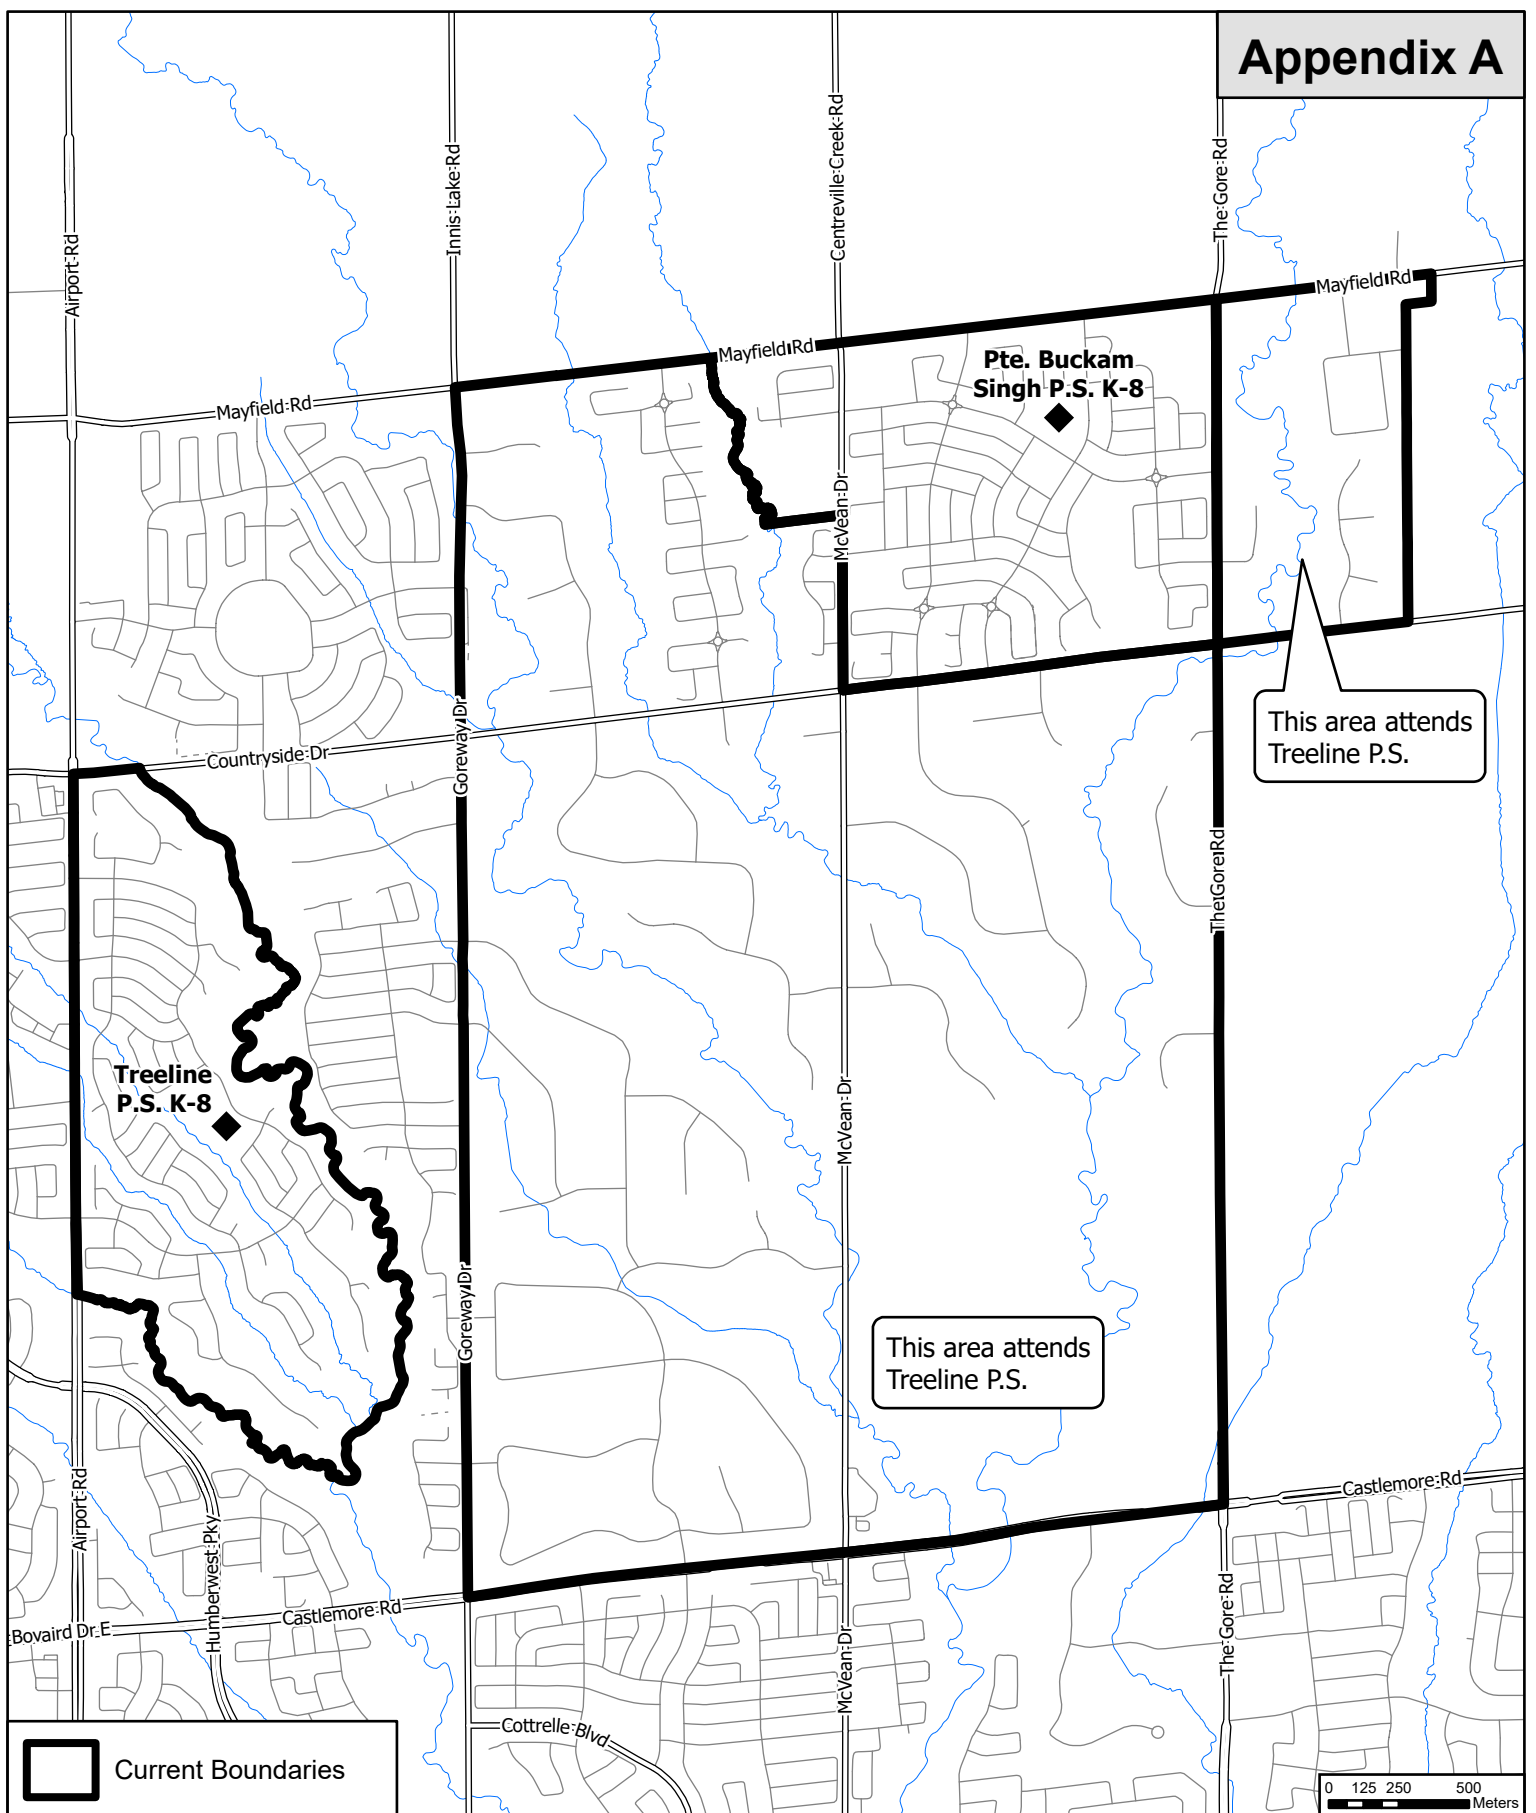 Appendix A
Airport Rd
Innis Lake Rd
Centreville Creek Rd
The Gore Rd
Mayfield Rd
Mayfield Rd
Mayfield Rd
Pte. Buckam
Singh P.S. K-8
McVean Dr
Goreway Dr
Countryside Dr
This area attends
Treeline P.S.
The Gore Rd
Treeline
P.S. K-8
McVean Dr
Goreway Dr
This area attends
Treeline P.S.
Airport Rd
Humberwest Pky
Castlemore Rd
Castlemore Rd
Bovaird Dr E
McVean Dr
The Gore Rd
Cottrelle Blvd
Current Boundaries
0 125 250 500
Meters